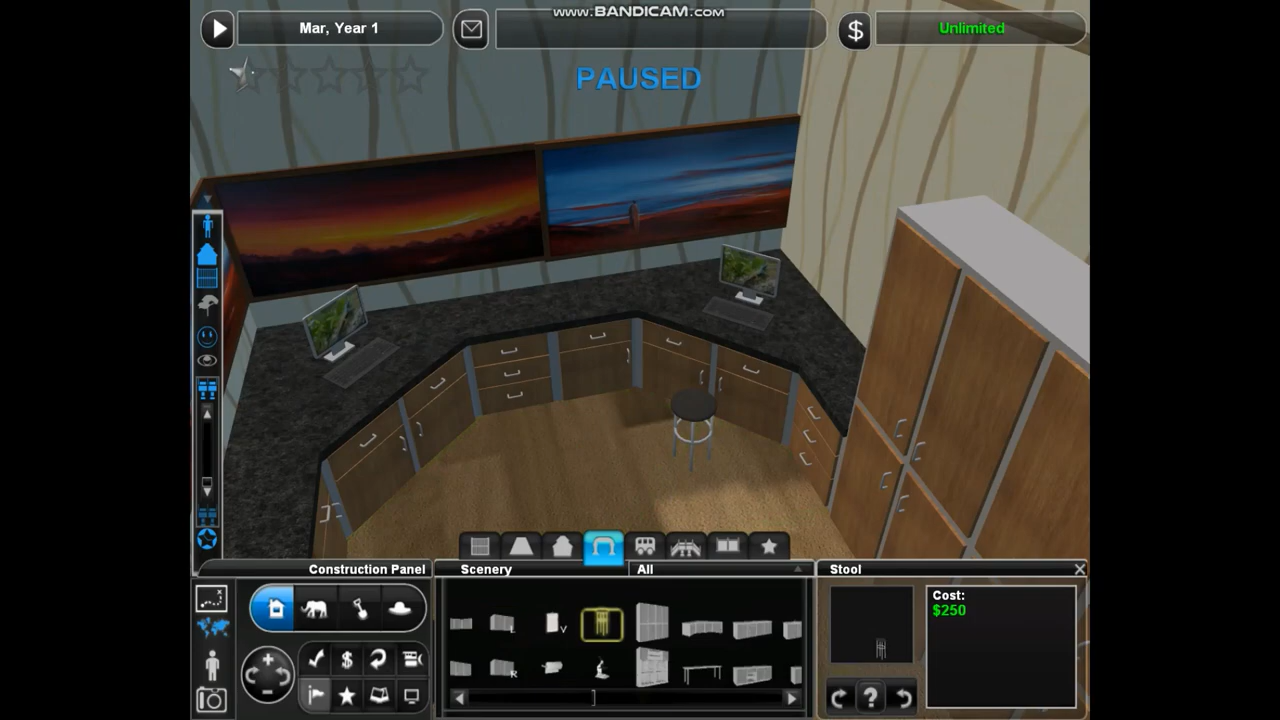 www.BANDICAM.com
Mar, Year 1
$
Unlimited
PAUSED
Construction Panel
Scenery
All
Stool
Cost:
$250
L
V
R
$
?